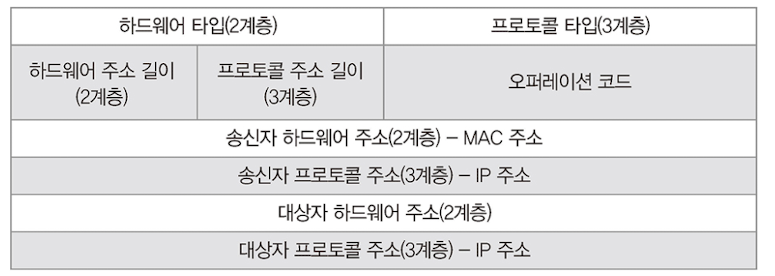 하드웨어 타입(2계층)
프로토콜 타입(3계층)
하드웨어 주소 길이
(2계층)
프로토콜 주소 길이
(3계층)
오퍼레이션 코드
송신자 하드웨어 주소(2계층) – MAC 주소
송신자 프로토콜 주소(3계층) – IP 주소
대상자 하드웨어 주소(2계층)
대상자 프로토콜 주소(3계층) – IP 주소